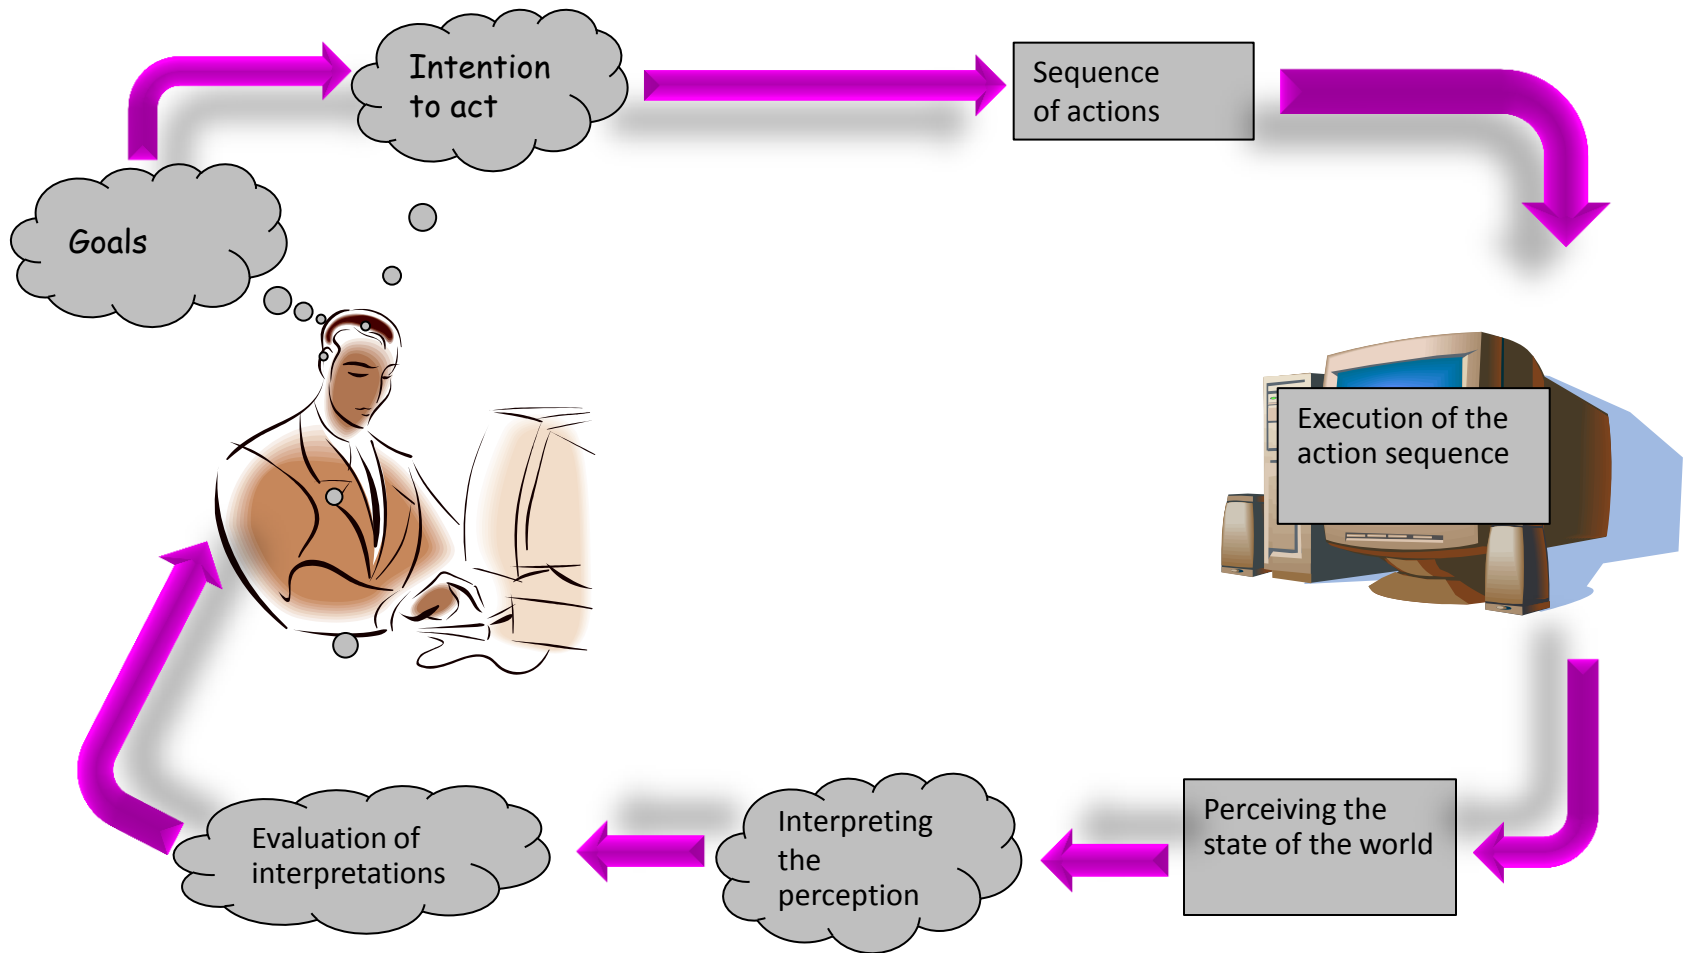 Intention
to act
Sequence
of actions
Goals
Execution of the
action sequence
Perceiving the
state of the world
Interpreting
the
perception
Evaluation of
interpretations